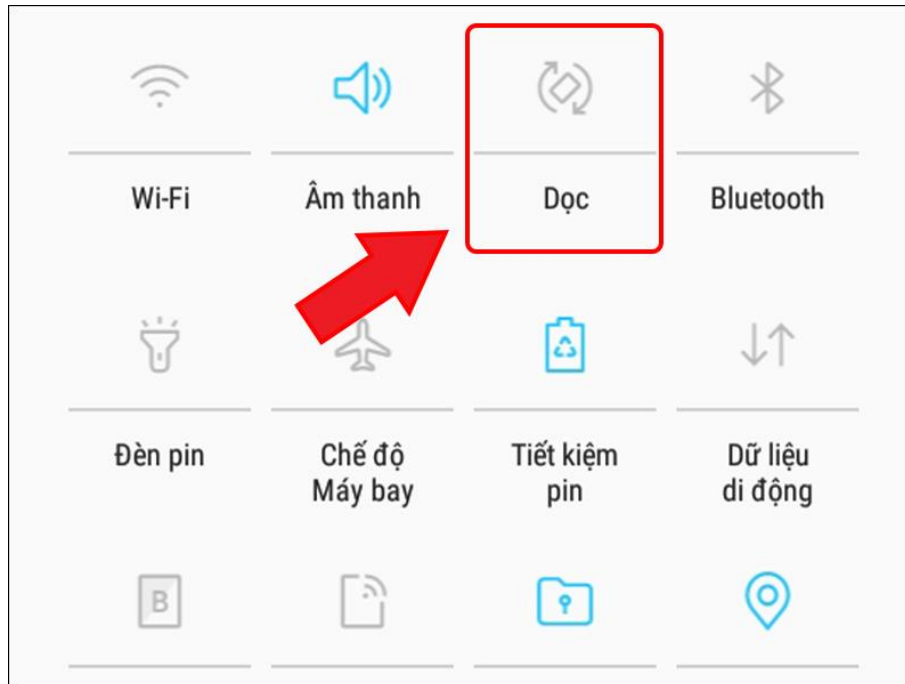 Wi-Fi
Âm thanh
Dọc
Bluetooth
Đèn pin
Chế độ
Máy bay
Tiết kiệm
pin
Dữ liệu
di động
B